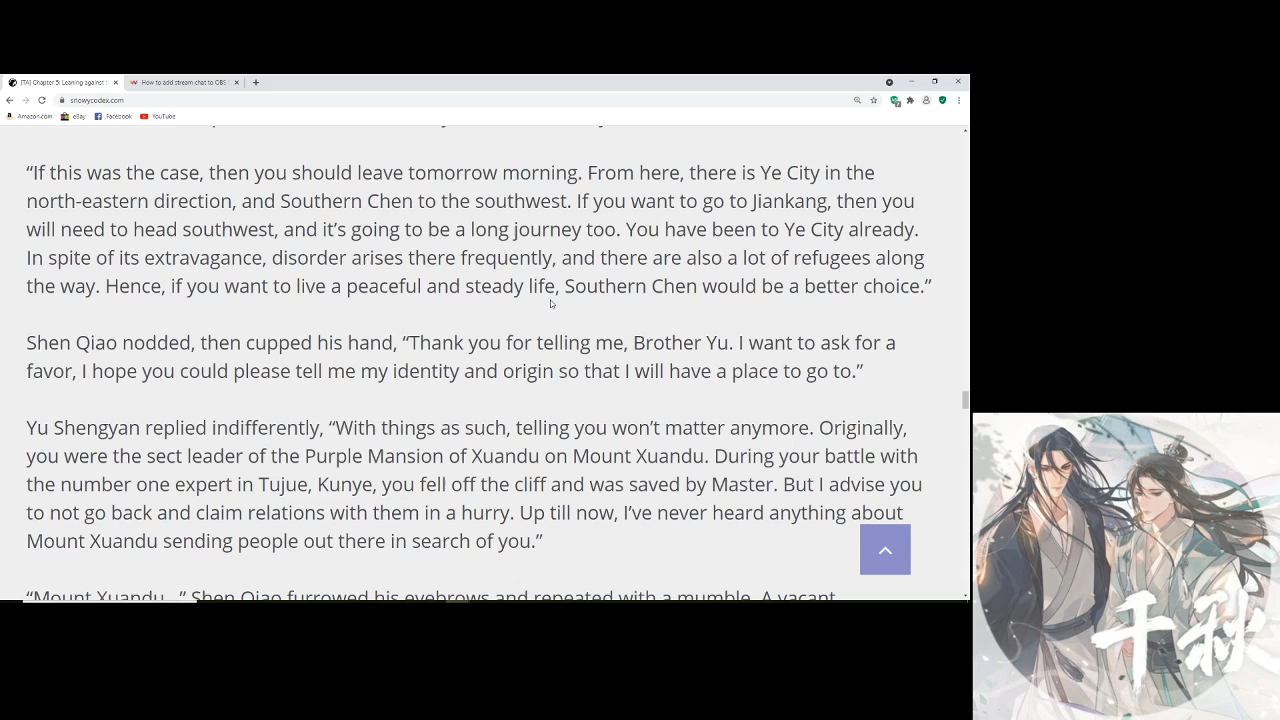 [TA] Chapter 5: Leaning against t
How to add stream chat to OBS
snowycodex.com
Amazon.com
eBay
Facebook
YouTube
“If this was the case, then you should leave tomorrow morning. From here, there is Ye City in the
north-eastern direction, and Southern Chen to the southwest. If you want to go to Jiankang, then you
will need to head southwest, and it’s going to be a long journey too. You have been to Ye City already.
In spite of its extravagance, disorder arises there frequently, and there are also a lot of refugees along
the way. Hence, if you want to live a peaceful and steady life, Southern Chen would be a better choice.”
Shen Qiao nodded, then cupped his hand, “Thank you for telling me, Brother Yu. I want to ask for a
favor, I hope you could please tell me my identity and origin so that I will have a place to go to.”
Yu Shengyan replied indifferently, “With things as such, telling you won’t matter anymore. Originally,
you were the sect leader of the Purple Mansion of Xuandu on Mount Xuandu. During your battle with
the number one expert in Tujue, Kunye, you fell off the cliff and was saved by Master. But I advise you
to not go back and claim relations with them in a hurry. Up till now, I’ve never heard anything about
Mount Xuandu sending people out there in search of you.”
“Mount Xuandu…” Shen Qiao furrowed his eyebrows and repeated with a mumble. A vacant
千秋